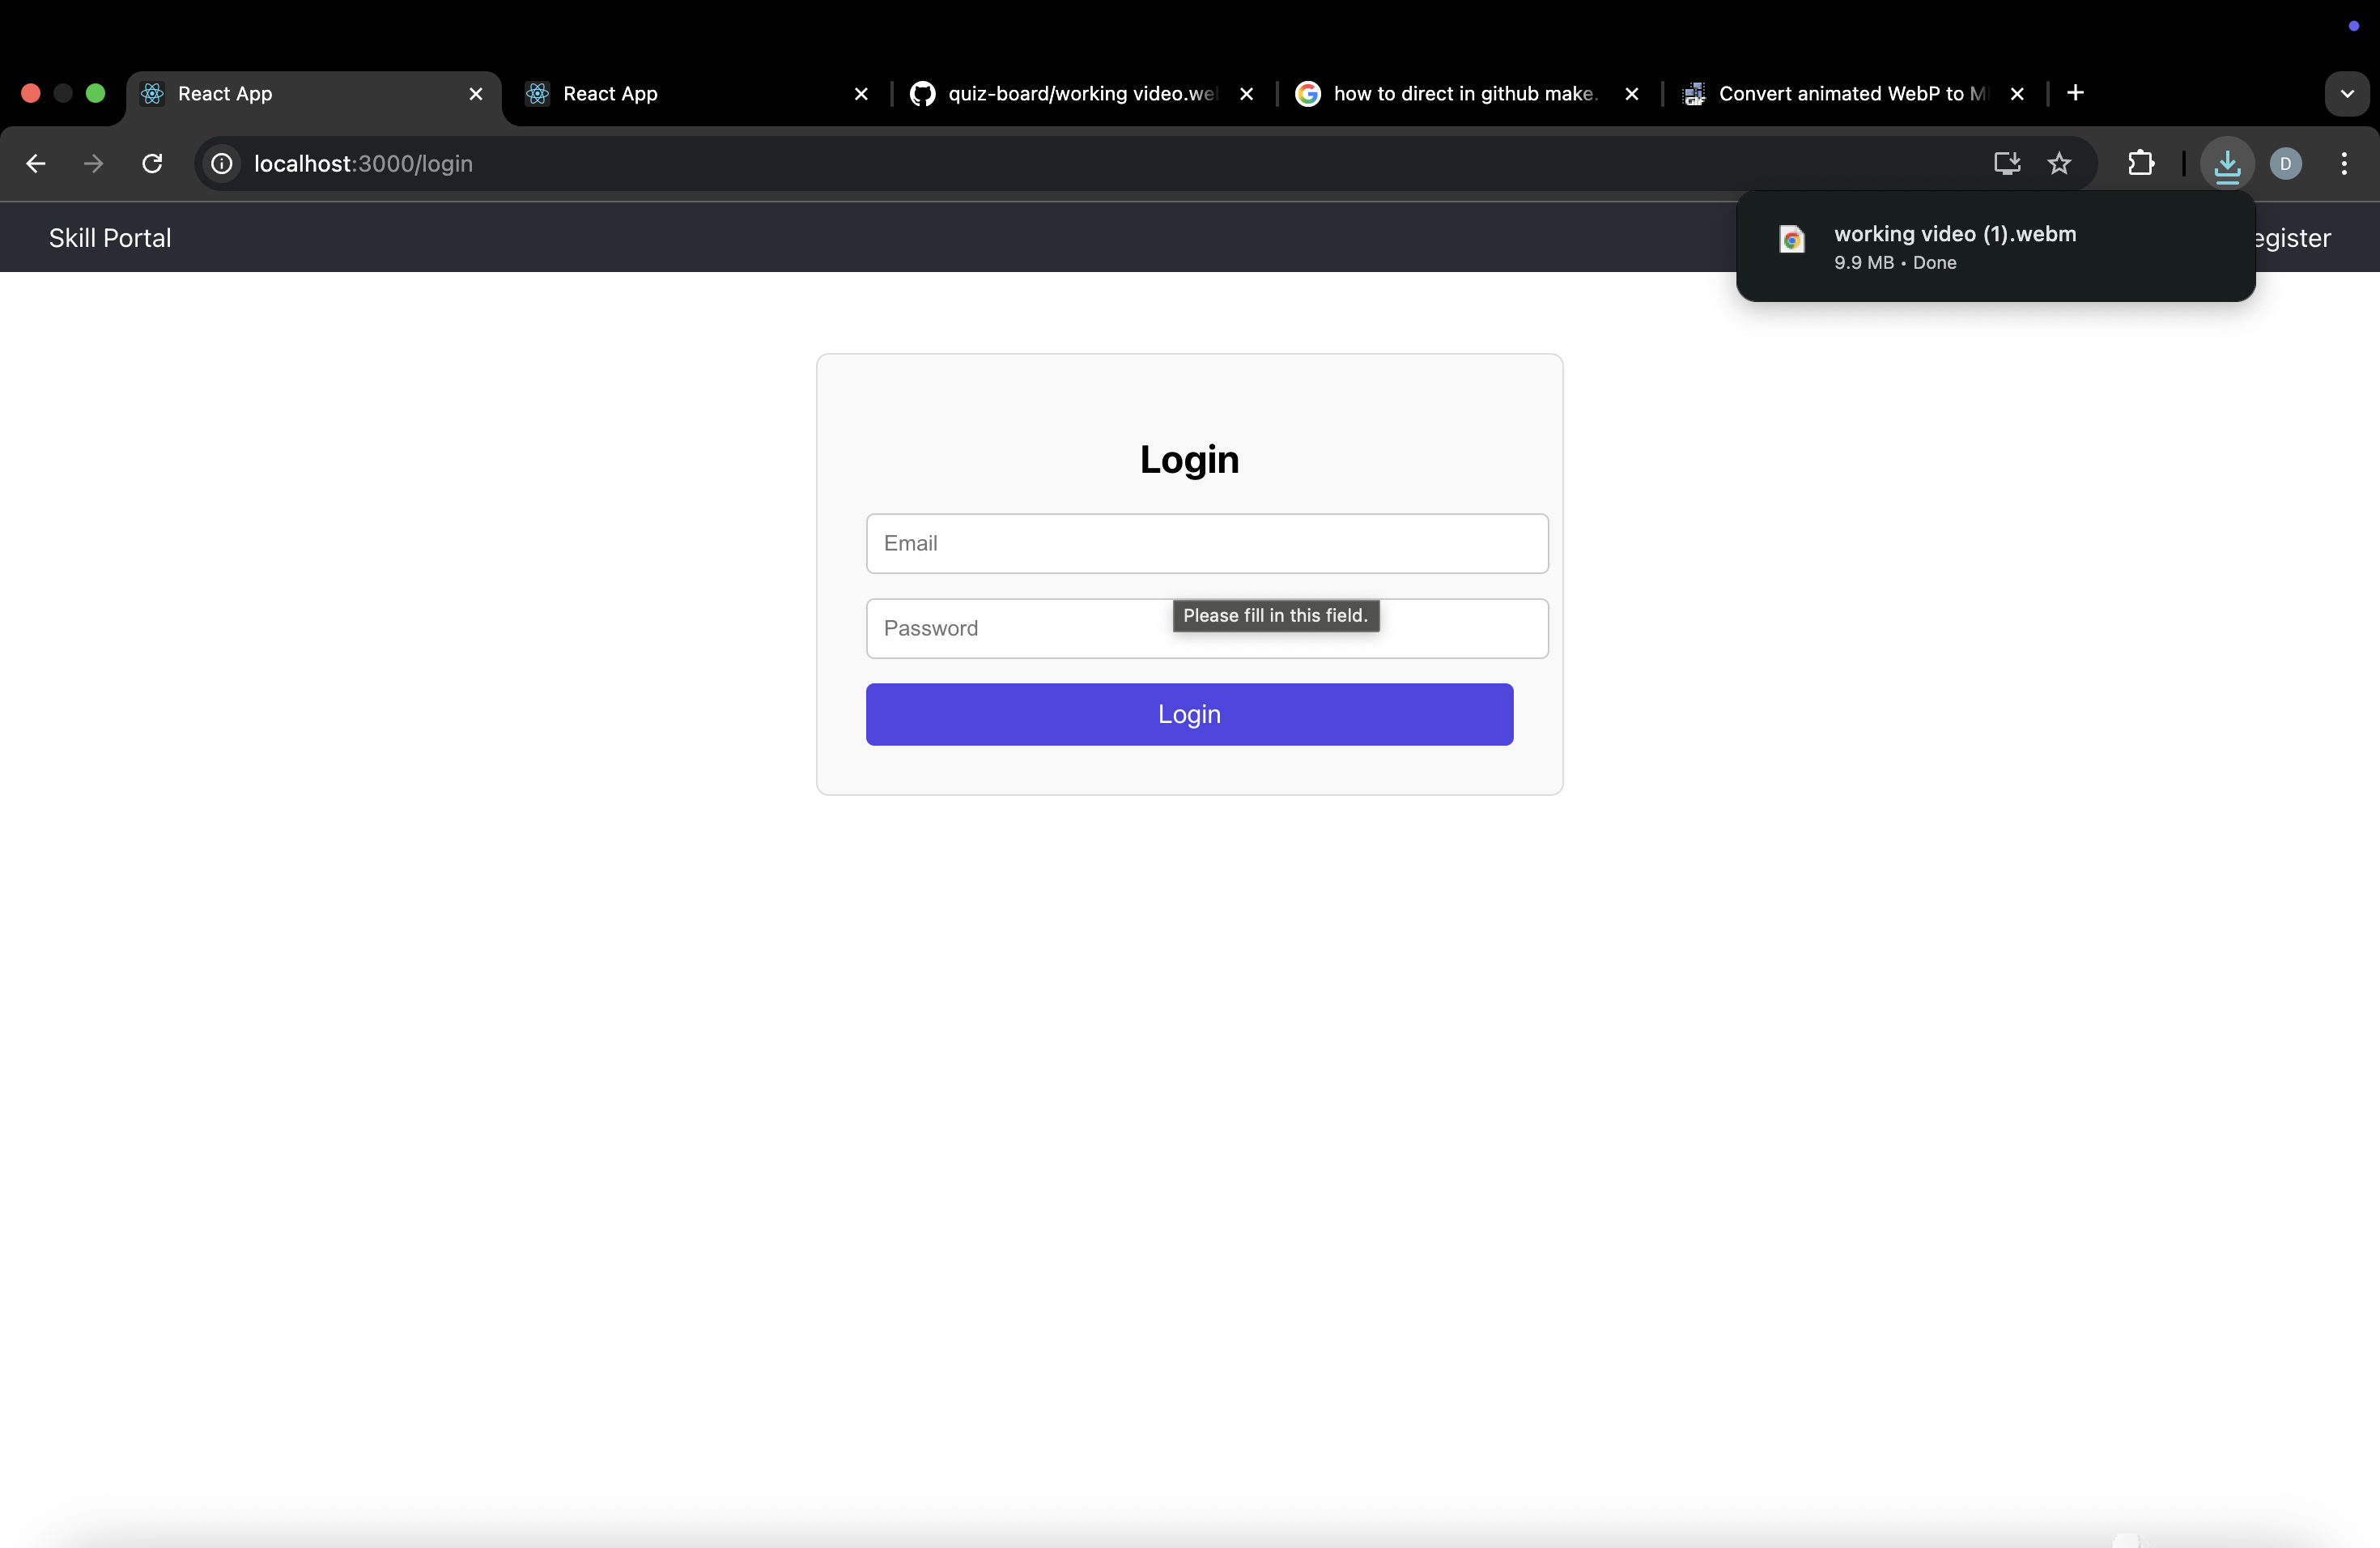 React App
React App
quiz-board/working video.we
how to direct in github make.
Convert animated WebP to M
localhost:3000/login
D
Skill Portal
egister
working video (1).webm
9.9 MB • Done
Login
Email
Please fill in this field.
Password
Login